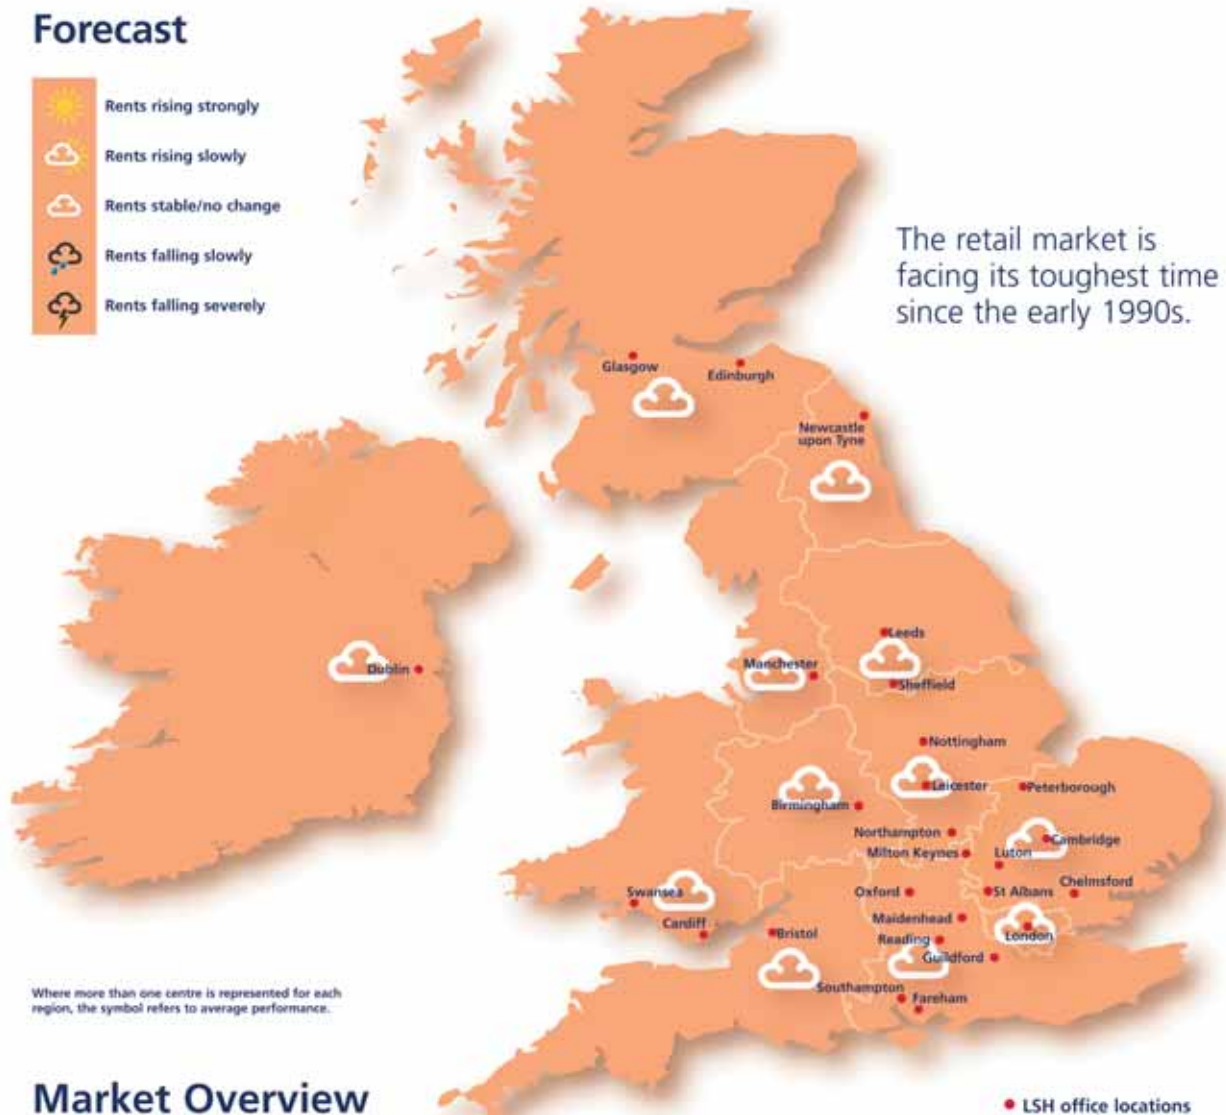 Forecast
Rents rising strongly
Rents rising slowly
Rents stable/no change
Rents falling slowly
Rents falling severely
The retail market is
facing its toughest time
since the early 1990s.
Glasgow
Edinburgh
Newcastle
upon Tyne
Leeds
Manchester
Dublin
Sheffield
Nottingham
Leicester
Peterborough
Birmingham
Northampton
Cambridge
Milton Keynes
Luton
Chelmsford
Swansea
Oxford
St Albans
Maidenhead
Cardiff
Bristol
Reading
London
Guildford
Southampton
Fareham
Where more than one centre is represented for each
region, the symbol refers to average performance.
Market Overview
LSH office locations